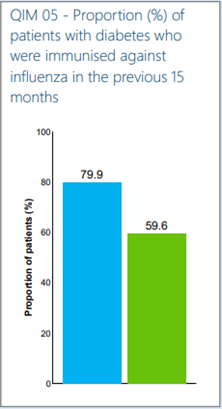 QIM 05 - Proportion (%) of
patients with diabetes who
were immunised against
influenza in the previous 15
months
100
80
60
40
20
0
Proportion of patients (%)
79.9
59.6